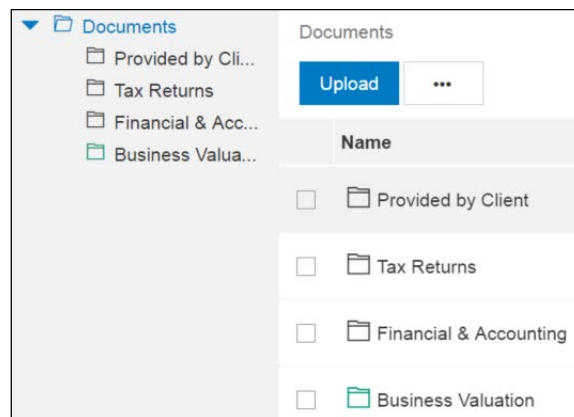 Documents
Provided by Cli...
Tax Returns
Financial & Acc...
Business Valua...
Documents
Upload
...
Name
Provided by Client
Tax Returns
Financial & Accounting
Business Valuation